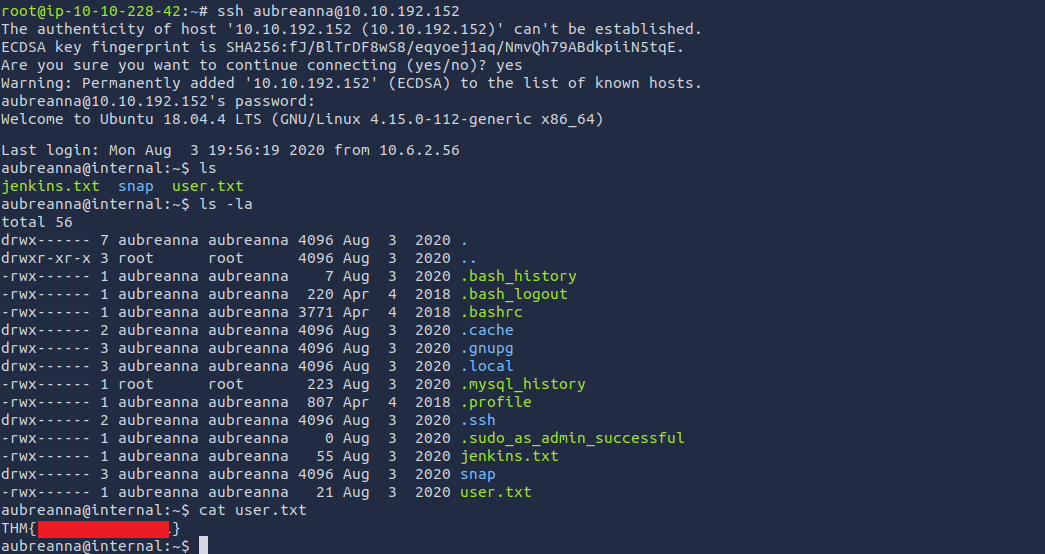 root@ip-10-10-228-42:~# ssh aubreanna@10.10.192.152
The authenticity of host '10.10.192.152 (10.10.192.152)' can't be established.
ECDSA key fingerprint is SHA256:fJ/BlTrDF8wS8/eqyoej1aq/NmvQh79ABdkpiiN5tqE.
Are you sure you want to continue connecting (yes/no)? yes
Warning: Permanently added '10.10.192.152' (ECDSA) to the list of known hosts.
aubreanna@10.10.192.152's password:
Welcome to Ubuntu 18.04.4 LTS (GNU/Linux 4.15.0-112-generic x86_64)
Last login: Mon Aug  3 19:56:19 2020 from 10.6.2.56
aubreanna@internal:~$ ls
jenkins.txt  snap  user.txt
aubreanna@internal:~$ ls -la
total 56
drwx------ 7 aubreanna aubreanna 4096 Aug  3  2020 .
drwxr-xr-x 3 root      root      4096 Aug  3  2020 ..
-rwx------ 1 aubreanna aubreanna    7 Aug  3  2020 .bash_history
-rwx------ 1 aubreanna aubreanna  220 Apr  4  2018 .bash_logout
-rwx------ 1 aubreanna aubreanna 3771 Apr  4  2018 .bashrc
drwx------ 2 aubreanna aubreanna 4096 Aug  3  2020 .cache
drwx------ 3 aubreanna aubreanna 4096 Aug  3  2020 .gnupg
drwx------ 3 aubreanna aubreanna 4096 Aug  3  2020 .local
-rwx------ 1 root      root       223 Aug  3  2020 .mysql_history
-rwx------ 1 aubreanna aubreanna  807 Apr  4  2018 .profile
drwx------ 2 aubreanna aubreanna 4096 Aug  3  2020 .ssh
-rwx------ 1 aubreanna aubreanna    0 Aug  3  2020 .sudo_as_admin_successful
-rwx------ 1 aubreanna aubreanna   55 Aug  3  2020 jenkins.txt
drwx------ 3 aubreanna aubreanna 4096 Aug  3  2020 snap
-rwx------ 1 aubreanna aubreanna   21 Aug  3  2020 user.txt
aubreanna@internal:~$ cat user.txt
THM{ }
aubreanna@internal:~$